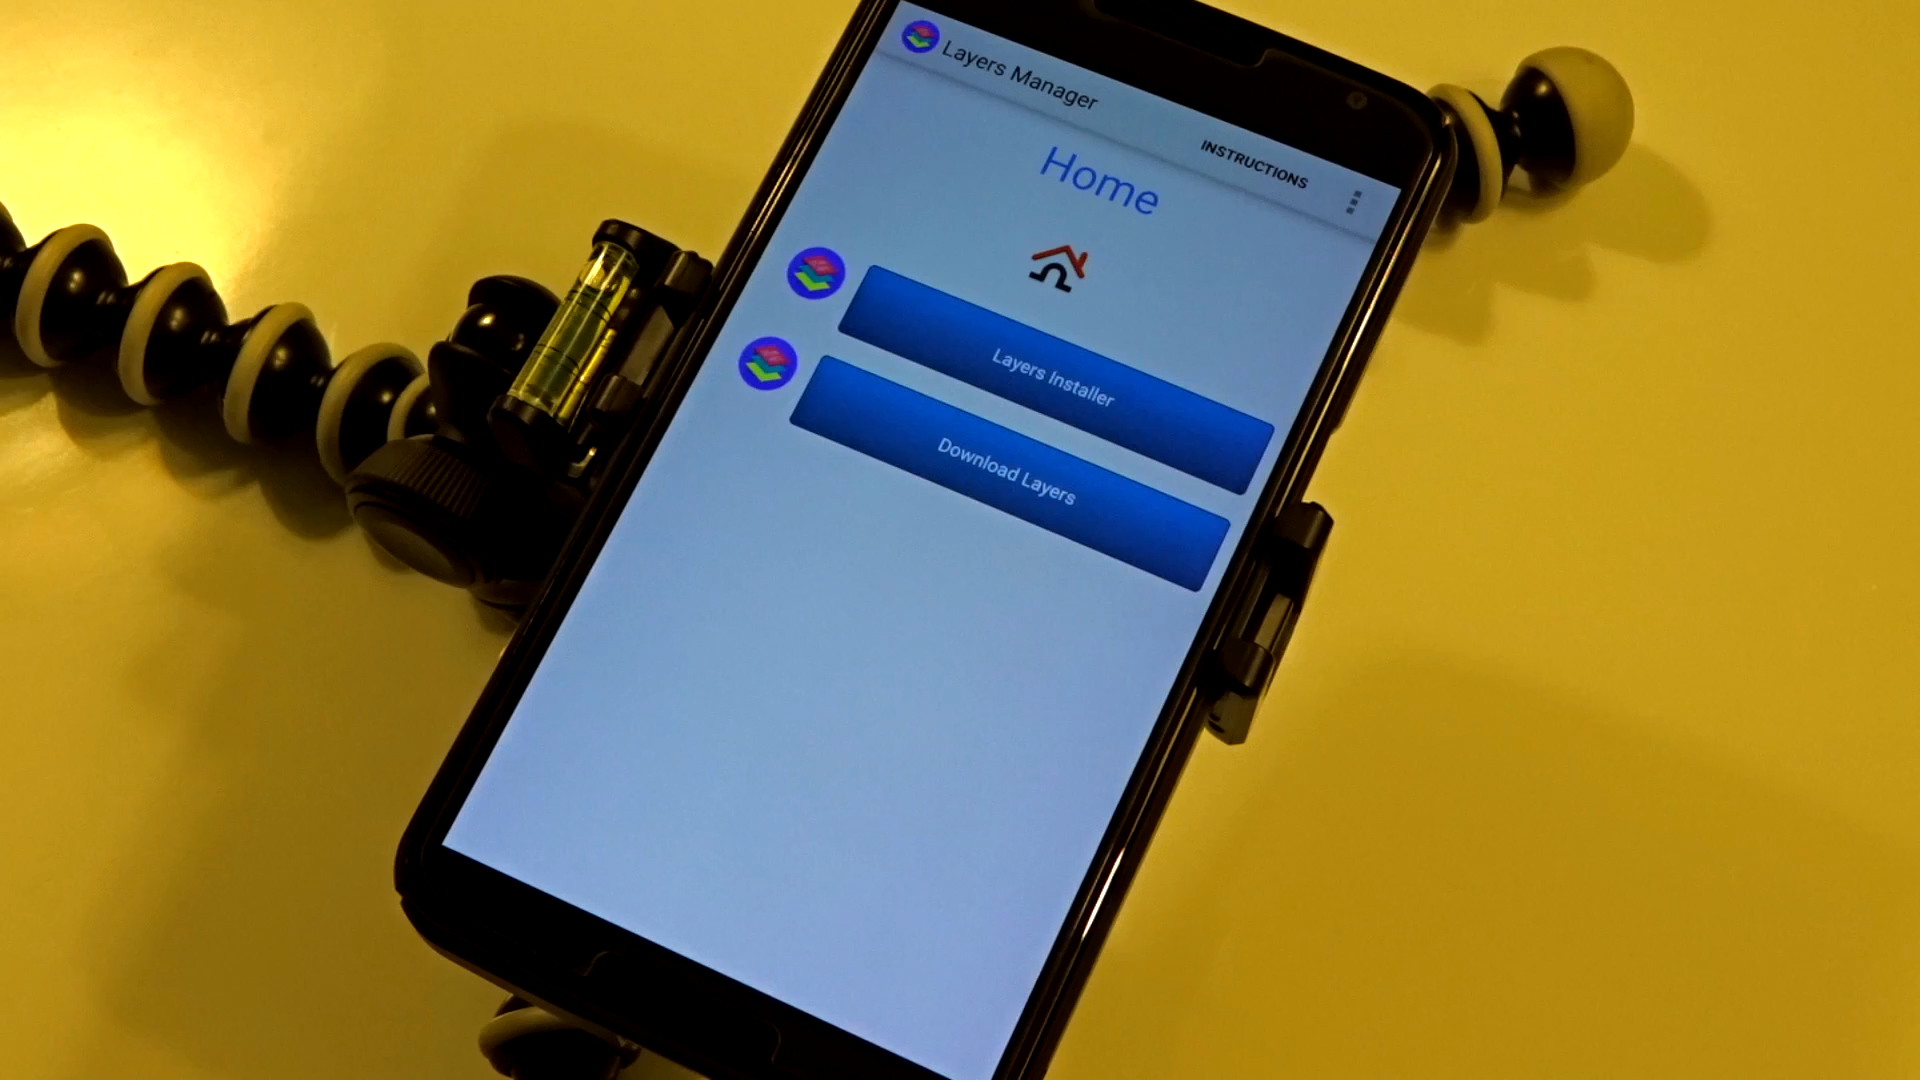 Layers Manager
INSTRUCTIONS
Home
Layers Installer
Download Layers